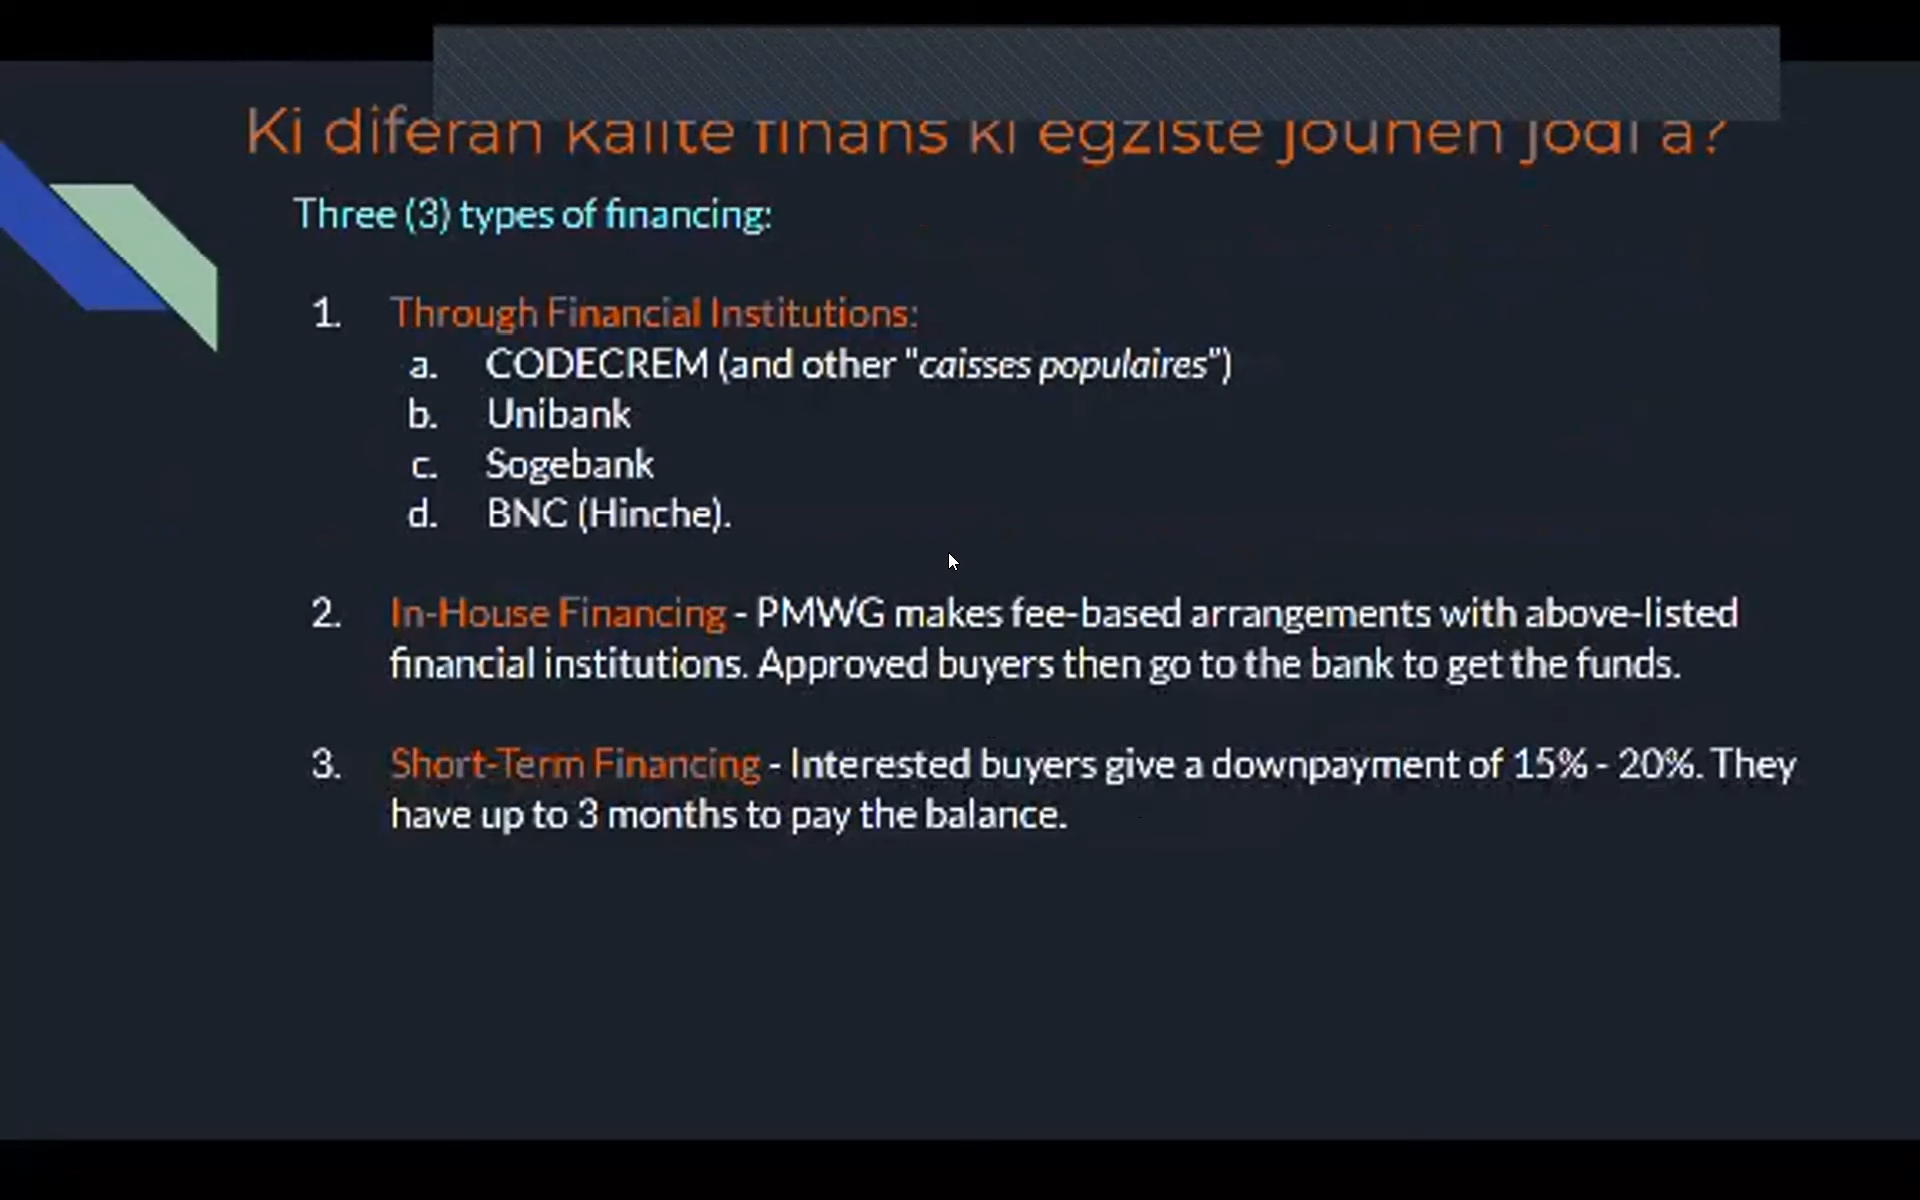 Ki diferan kalite finans ki egziste jounen jodi a?
Three (3) types of financing:
1. Through Financial Institutions:
a. CODECREM (and other "caisses populaires")
b. Unibank
c. Sogebank
d. BNC (Hinche).
2. In-House Financing - PMWG makes fee-based arrangements with above-listed
financial institutions. Approved buyers then go to the bank to get the funds.
3. Short-Term Financing - Interested buyers give a downpayment of 15% - 20%. They
have up to 3 months to pay the balance.